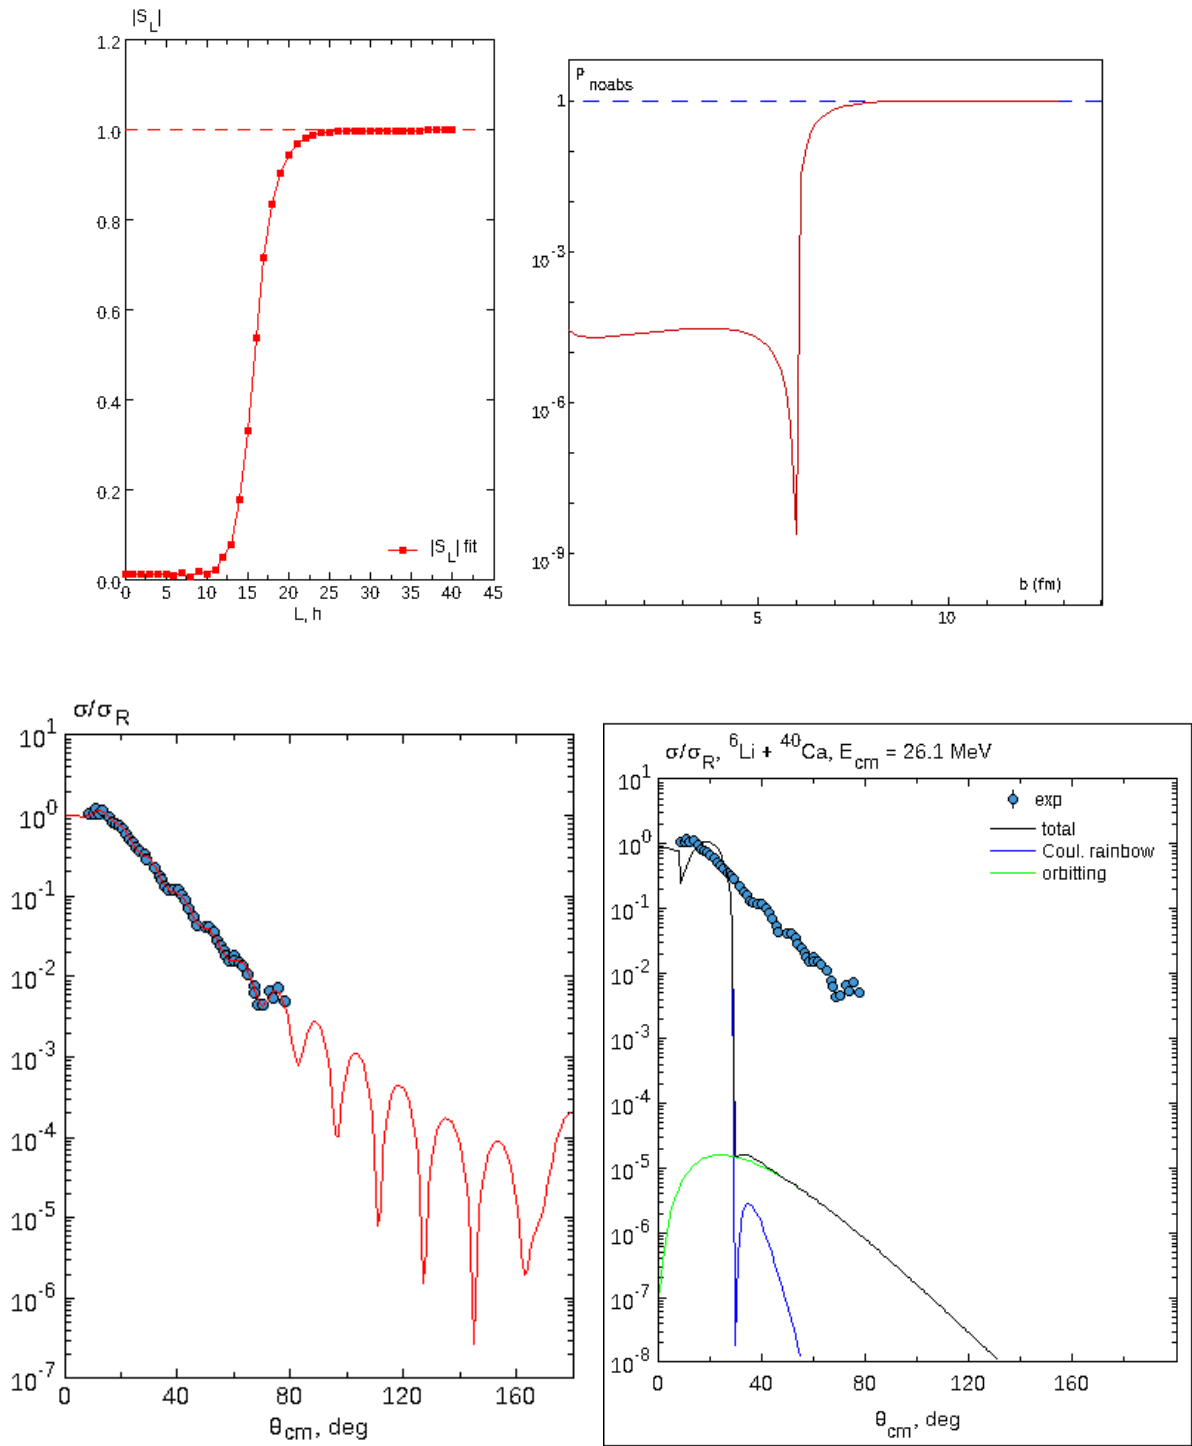 |S_L|
1.2
1.0
0.8
0.6
0.4
0.2
0.0
|S_L| fit
0 5 10 15 20 25 30 35 40 45
L, h
P_noabs
1
10^-3
10^-6
10^-9
b (fm)
5 10
σ/σ_R
10^1
10^0
10^-1
10^-2
10^-3
10^-4
10^-5
10^-6
10^-7
0 40 80 120 160
θ_cm, deg
σ/σ_R, ^6Li + ^40Ca, E_cm = 26.1 MeV
10^1
10^0
10^-1
10^-2
10^-3
10^-4
10^-5
10^-6
10^-7
10^-8
exp
total
Coul. rainbow
orbitting
0 40 80 120 160
θ_cm, deg